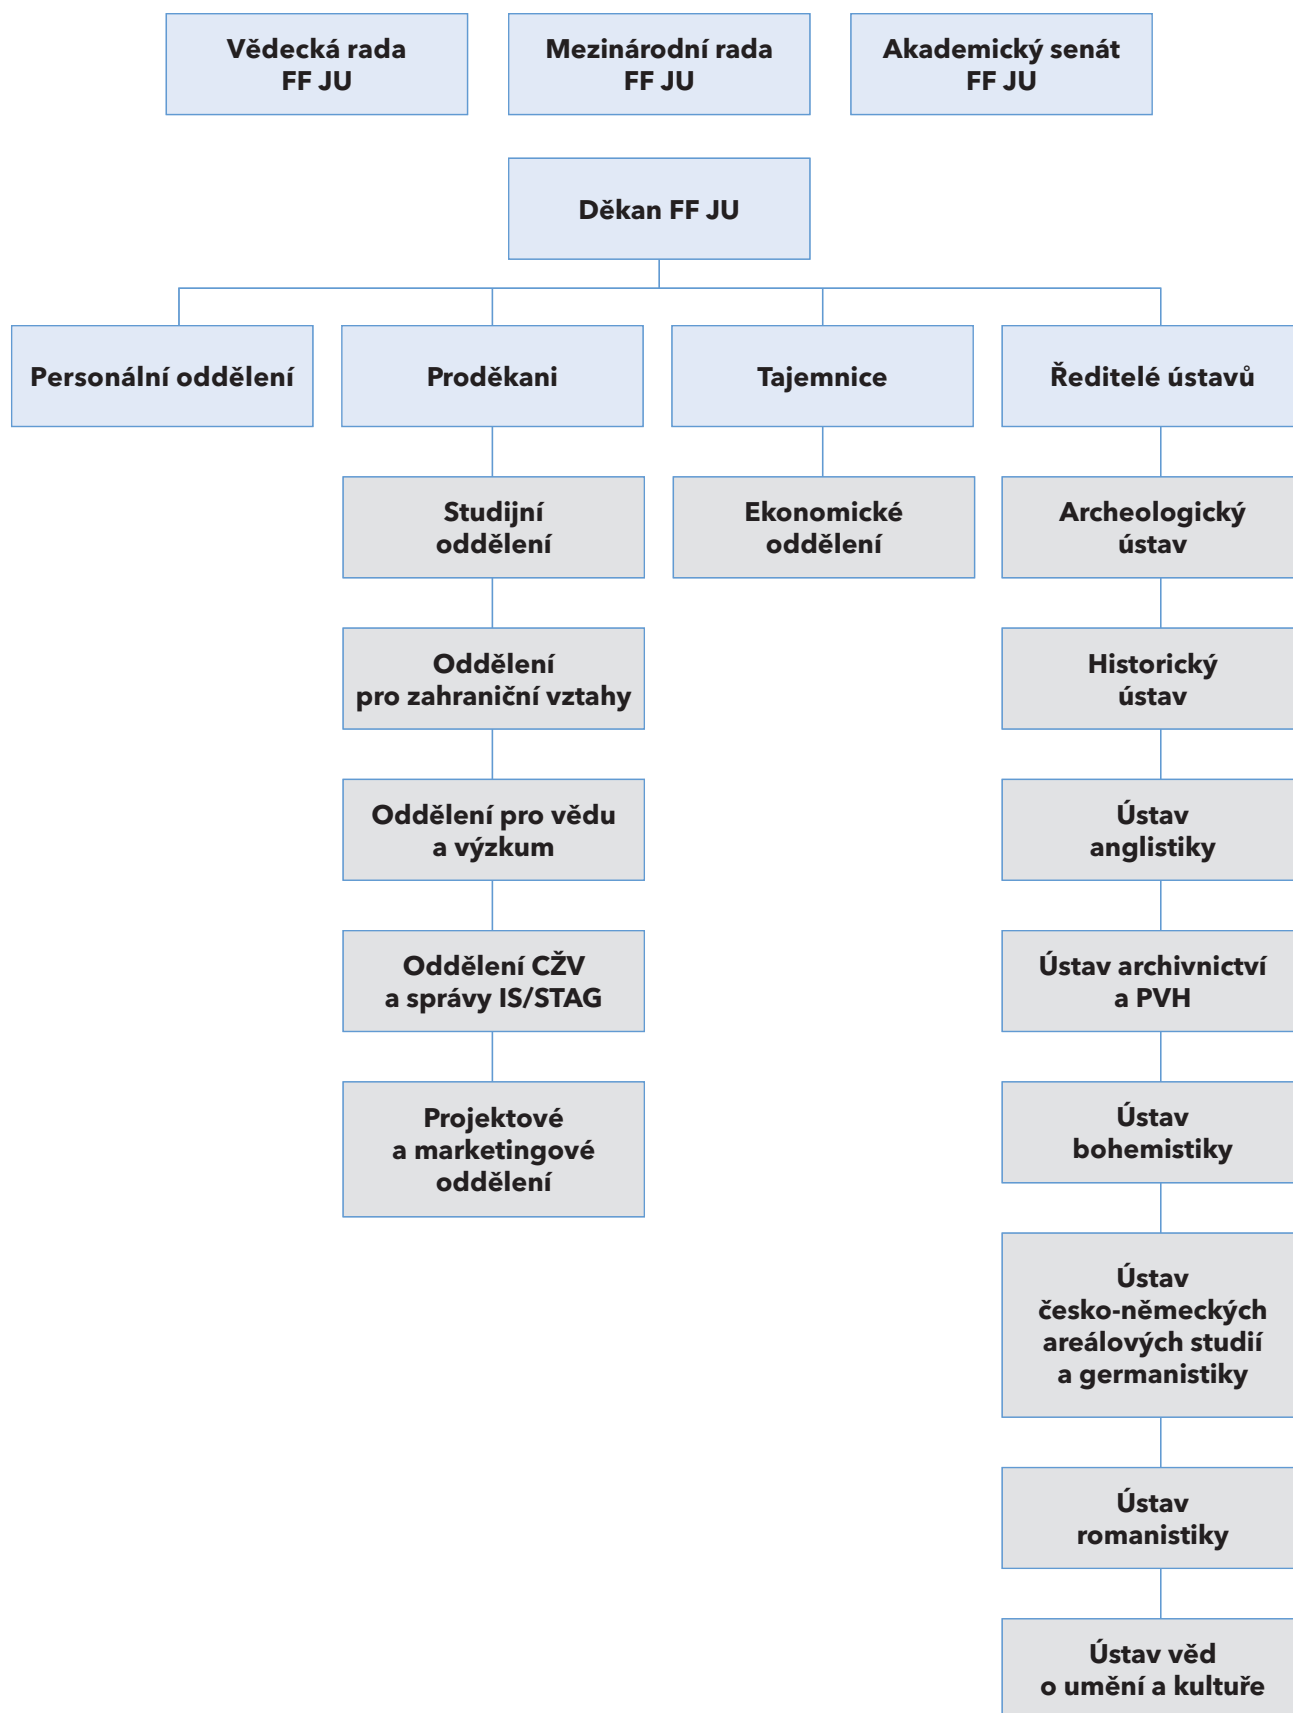 Vědecká rada
FF JU
Mezinárodní rada
FF JU
Akademický senát
FF JU
Děkan FF JU
Personální oddělení
Proděkani
Tajemnice
Ředitelé ústavů
Studijní
oddělení
Oddělení
pro zahraniční vztahy
Oddělení pro vědu
a výzkum
Oddělení CŽV
a správy IS/STAG
Projektové
a marketingové
oddělení
Ekonomické
oddělení
Archeologický
ústav
Historický
ústav
Ústav
anglistiky
Ústav archivnictví
a PVH
Ústav
bohemistiky
Ústav
česko-německých
areálových studií
a germanistiky
Ústav
romanistiky
Ústav věd
o umění a kultuře